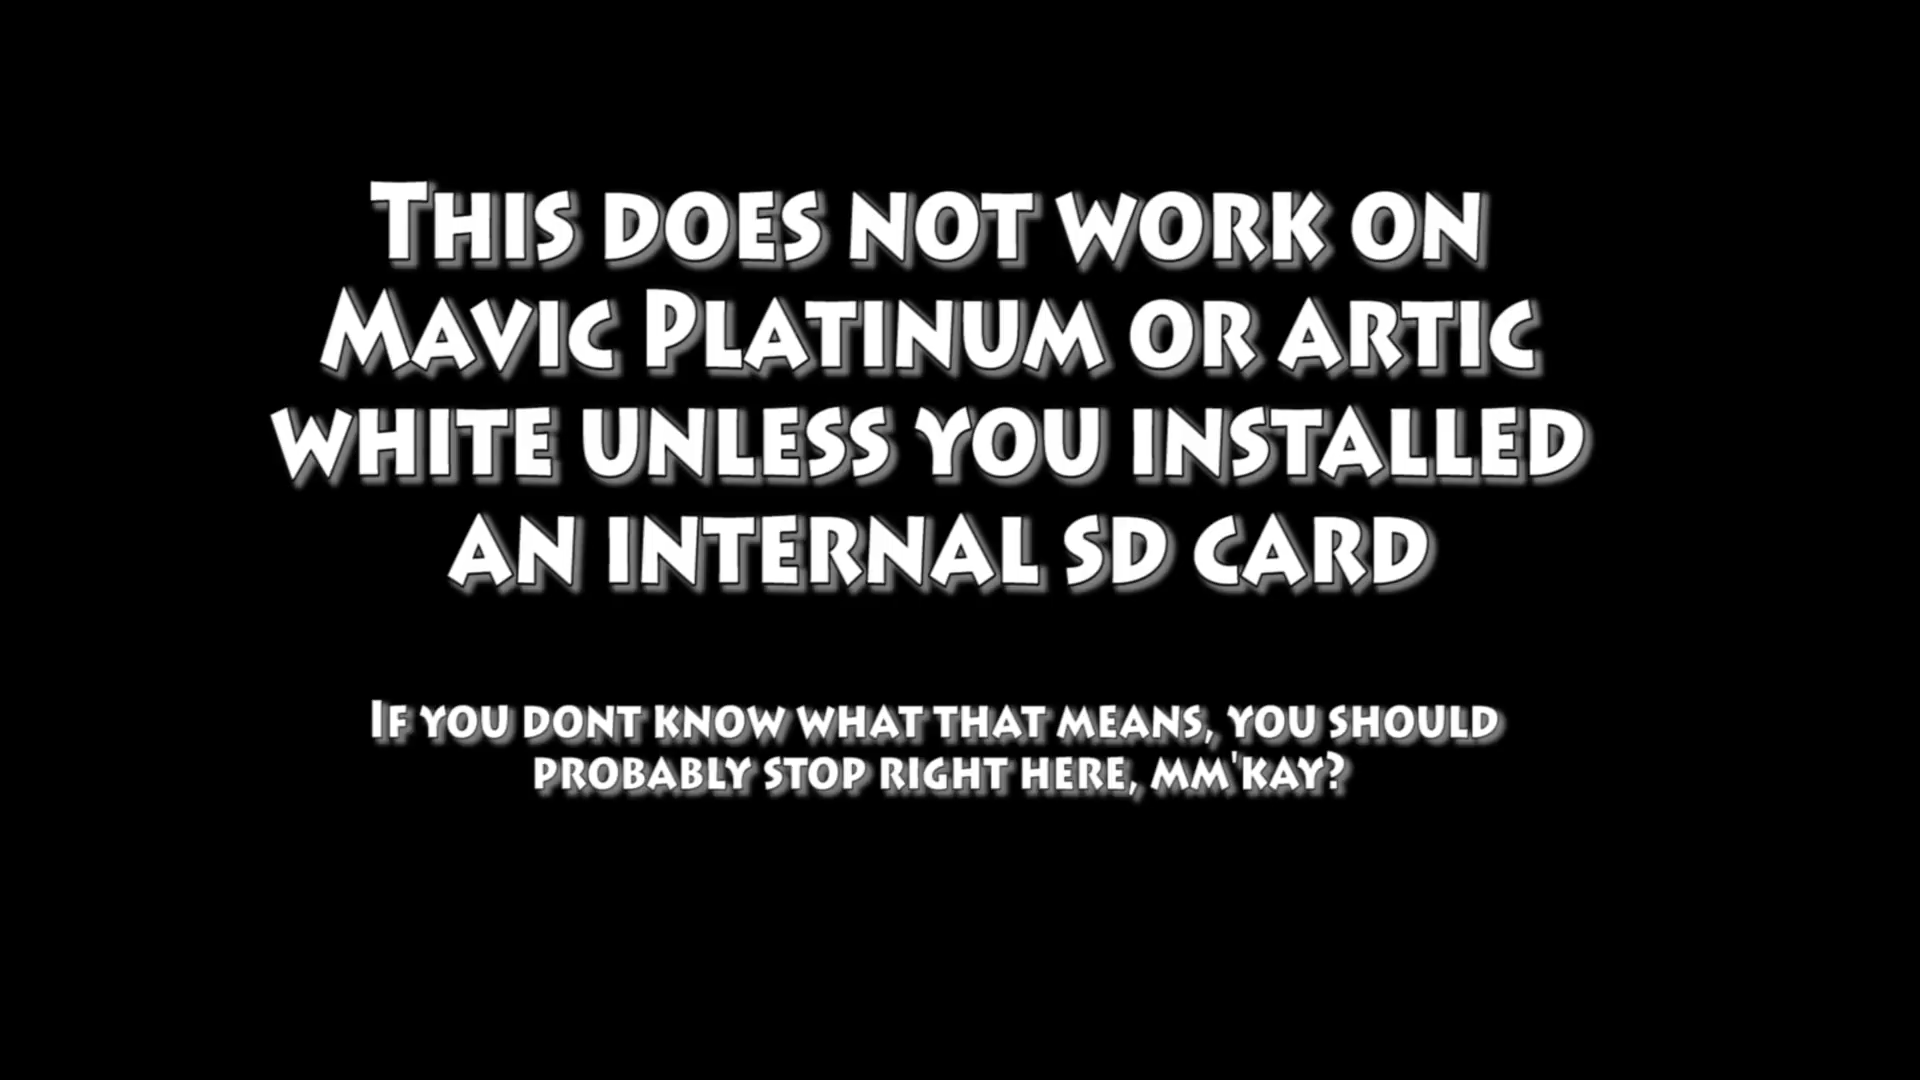 This does not work on
Mavic Platinum or Artic
white unless you installed
an internal SD card
If you dont know what that means, you should
probably stop right here, mm'kay?